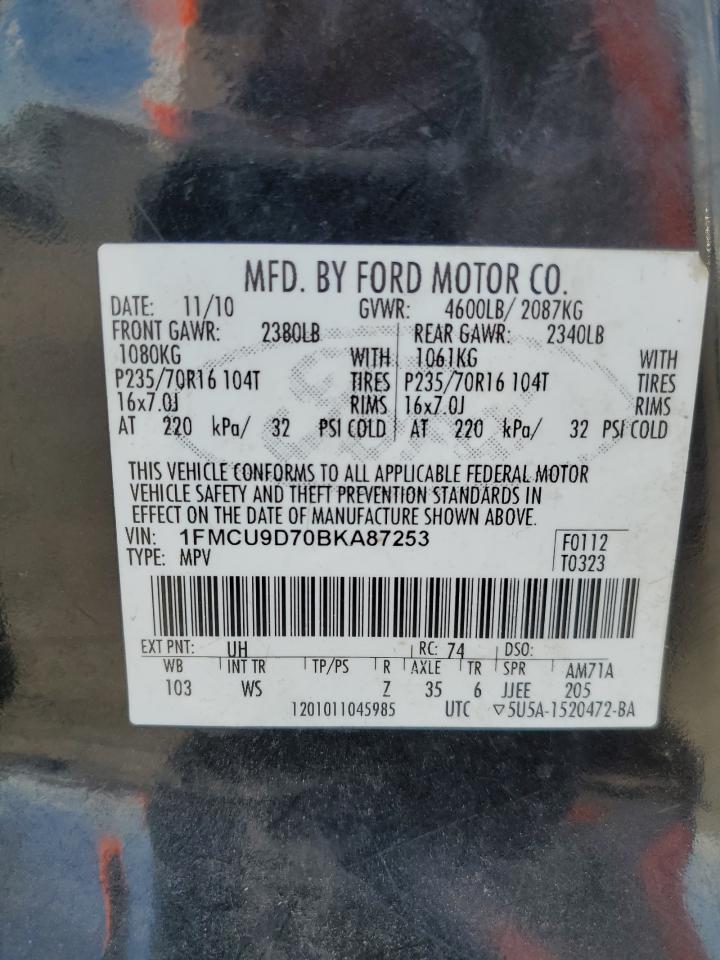 MFD. BY FORD MOTOR CO.
DATE: 11/10 GVWR: 4600LB/ 2087KG
FRONT GAWR: 2380LB REAR GAWR: 2340LB
1080KG WITH 1061KG WITH
P235/70R16 104T TIRES P235/70R16 104T TIRES
16x7.0J RIMS 16x7.0J RIMS
AT 220 kPa/ 32 PSI COLD AT 220 kPa/ 32 PSI COLD
THIS VEHICLE CONFORMS TO ALL APPLICABLE FEDERAL MOTOR
VEHICLE SAFETY AND THEFT PREVENTION STANDARDS IN
EFFECT ON THE DATE OF MANUFACTURE SHOWN ABOVE.
VIN: 1FMCU9D70BKA87253 F0112
TYPE: MPV T0323
EXT PNT: UH RC: 74 DSO:
WB INT TR TP/PS R AXLE TR SPR AM71A
103 WS Z 35 6 JJEE 205
1201011045985 UTC ▽5U5A-1520472-BA